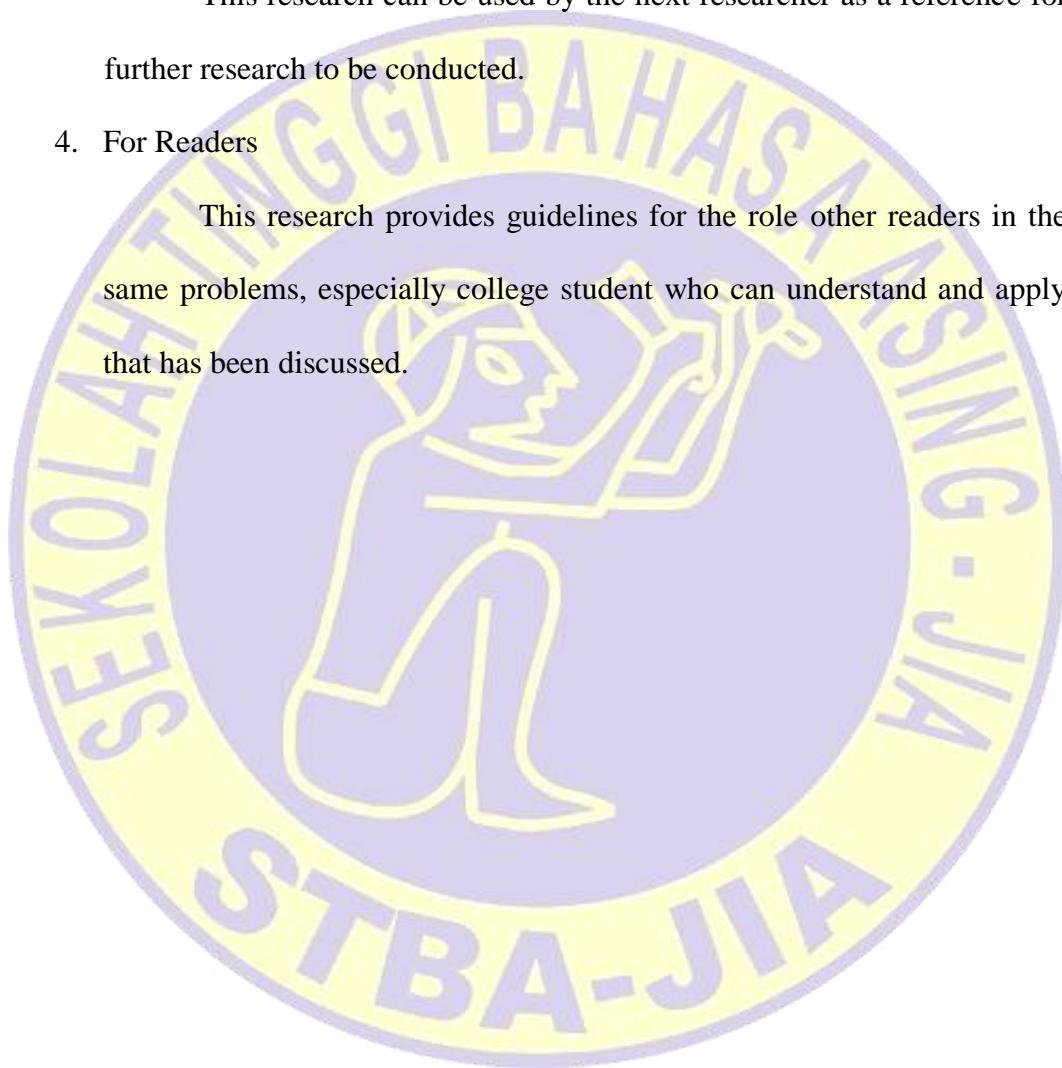 This research can be used by the next researcher as a reference for
further research to be conducted.
4. For Readers
This research provides guidelines for the role other readers in the
same problems, especially college student who can understand and apply
that has been discussed.
SEKOLAH TINGGI BAHASA ASING - JIA
STBA-JIA